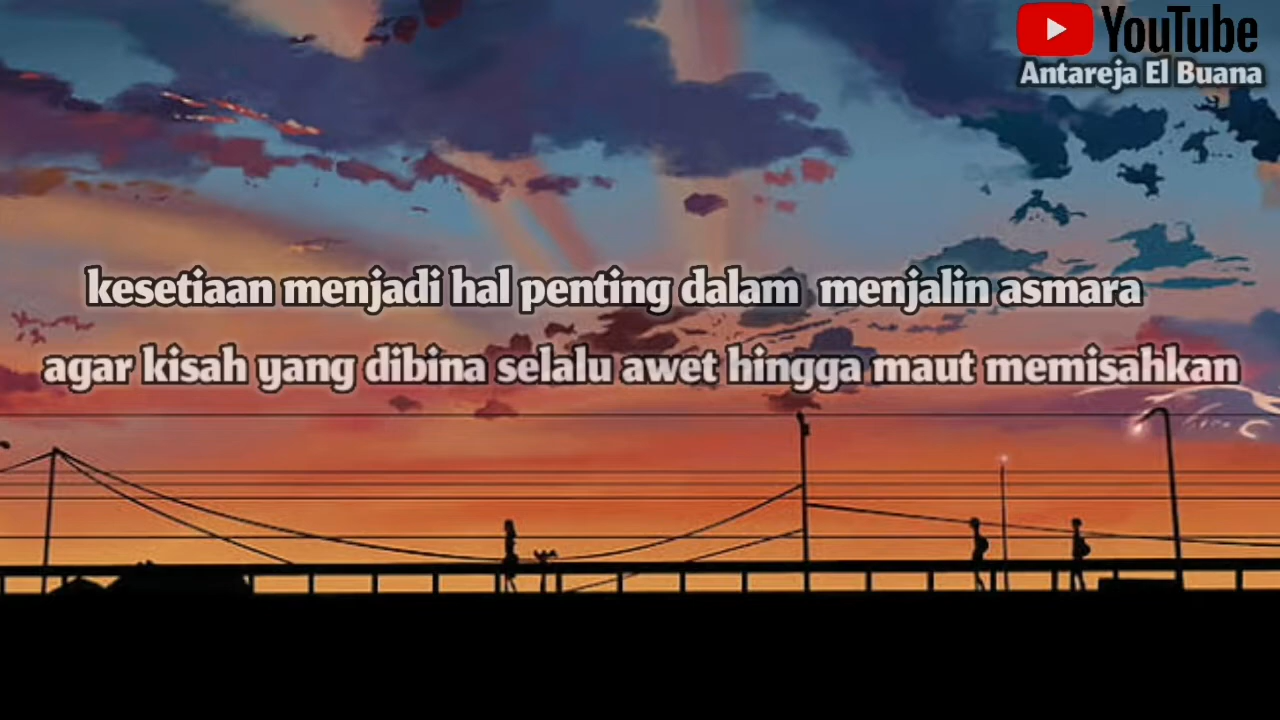 YouTube
Antareja El Buana
kesetiaan menjadi hal penting dalam menjalin asmara
agar kisah yang dibina selalu awet hingga maut memisahkan